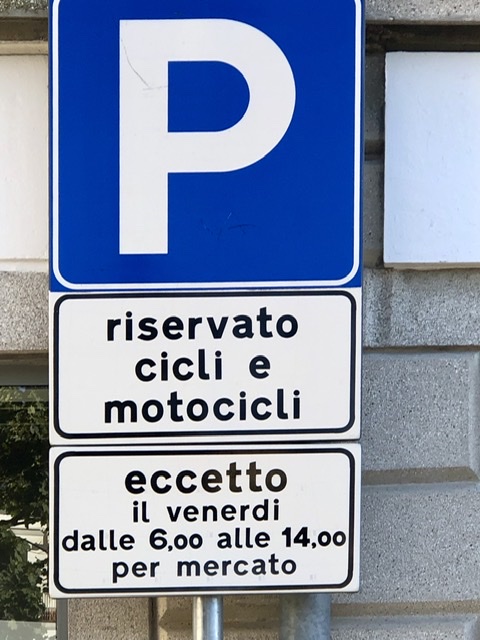 P
riservato
cicli e
motocicli
eccetto
il venerdi
dalle 6,00 alle 14,00
per mercato